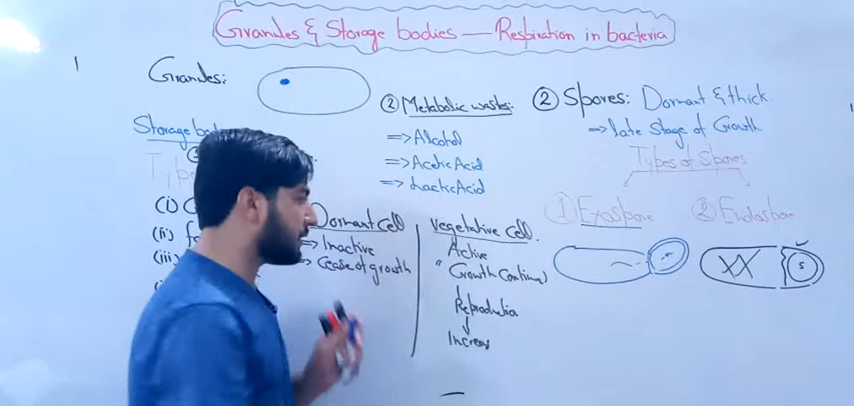 Granules & Storage bodies — Respiration in bacteria
Granules:
Storage bo
Types
(i)
(ii)
(iii)
② Metabolic wastes:
=> Alcohol
=> Acetic Acid
=> Lactic Acid
Dormant cell
=> Inactive
=> Cease of growth
Vegetative cell.
Active
Growth Continues
Reproduction
Increase
② Spores: Dormant & thick
=> late stage of Growth
Types of Spores
① Exospore
② Endospore
XX
S